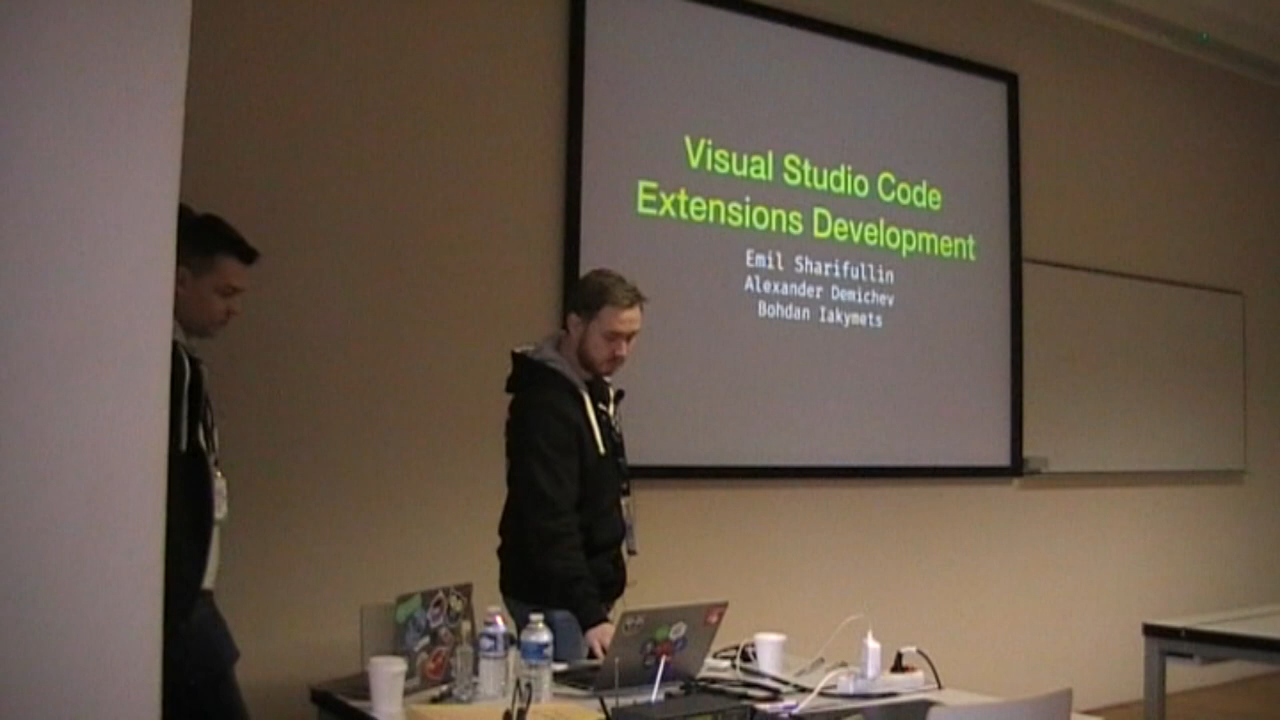 Visual Studio Code
Extensions Development
Emil Sharifullin
Alexander Demichev
Bohdan Iakymets